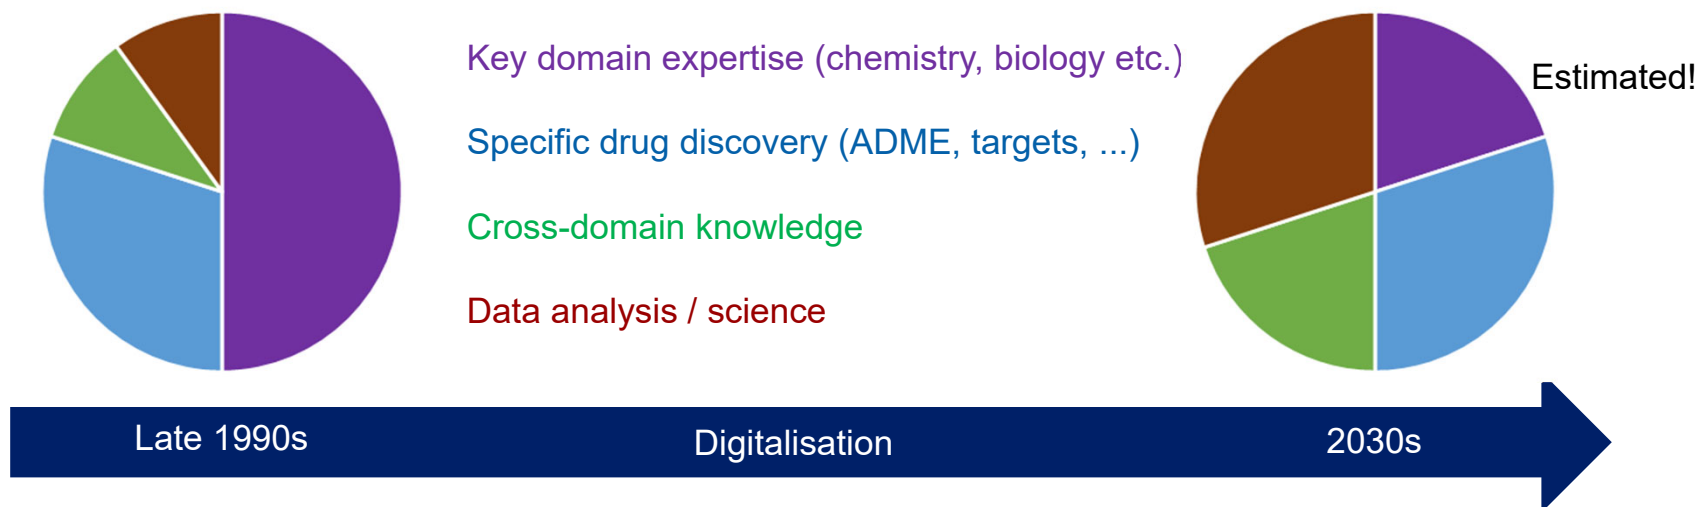 Key domain expertise (chemistry, biology etc.)
Estimated!
Specific drug discovery (ADME, targets, ...)
Cross-domain knowledge
Data analysis / science
Late 1990s
Digitalisation
2030s